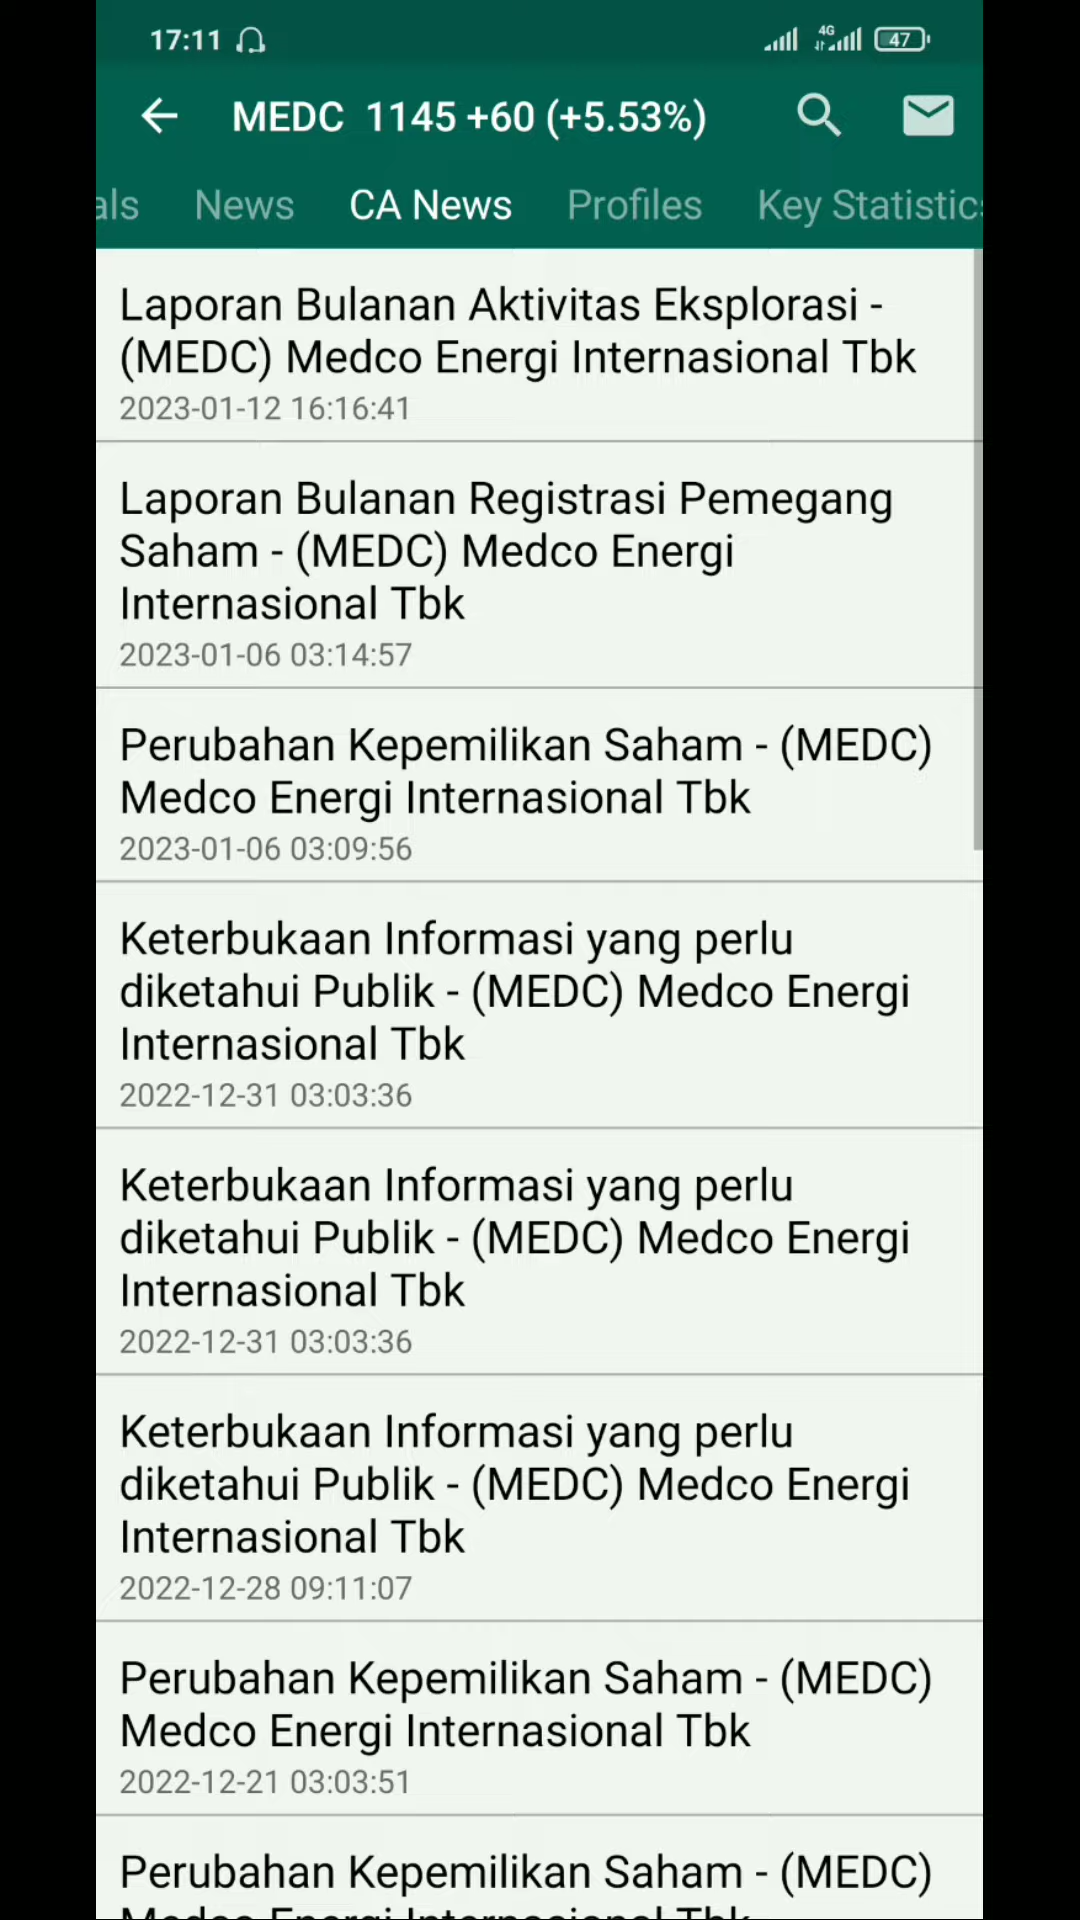 17:11 4G 47
MEDC 1145 +60 (+5.53%)
als News CA News Profiles Key Statistics
Laporan Bulanan Aktivitas Eksplorasi -
(MEDC) Medco Energi Internasional Tbk
2023-01-12 16:16:41
Laporan Bulanan Registrasi Pemegang
Saham - (MEDC) Medco Energi
Internasional Tbk
2023-01-06 03:14:57
Perubahan Kepemilikan Saham - (MEDC)
Medco Energi Internasional Tbk
2023-01-06 03:09:56
Keterbukaan Informasi yang perlu
diketahui Publik - (MEDC) Medco Energi
Internasional Tbk
2022-12-31 03:03:36
Keterbukaan Informasi yang perlu
diketahui Publik - (MEDC) Medco Energi
Internasional Tbk
2022-12-31 03:03:36
Keterbukaan Informasi yang perlu
diketahui Publik - (MEDC) Medco Energi
Internasional Tbk
2022-12-28 09:11:07
Perubahan Kepemilikan Saham - (MEDC)
Medco Energi Internasional Tbk
2022-12-21 03:03:51
Perubahan Kepemilikan Saham - (MEDC)
Medco Energi Internasional Tbk